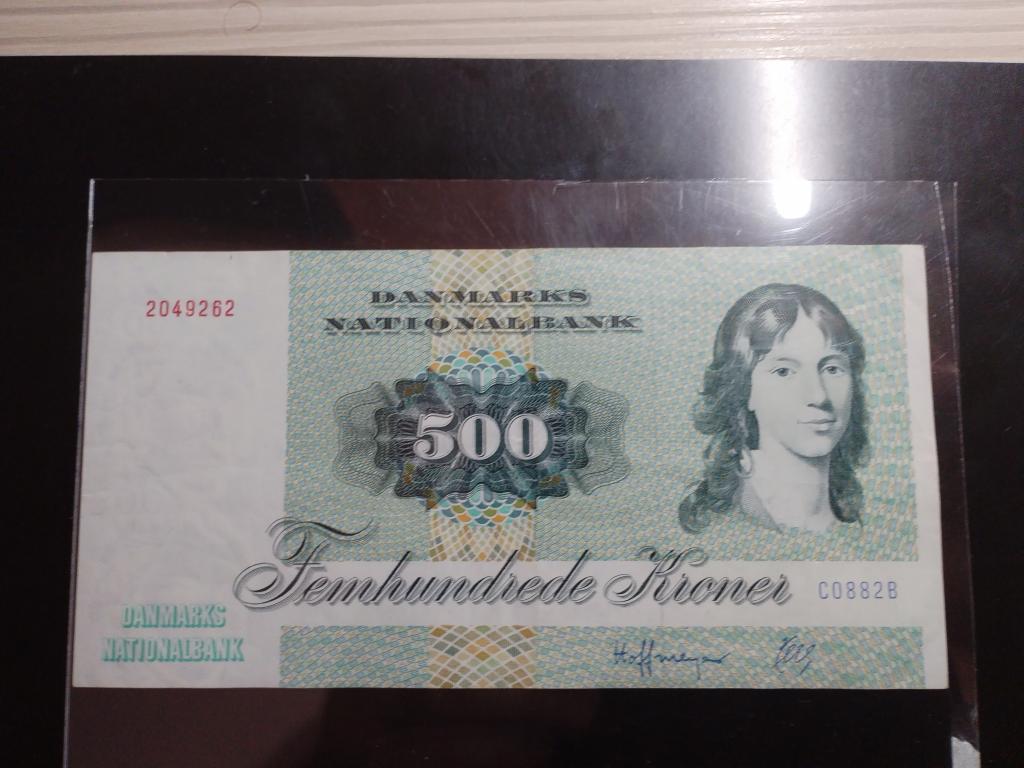 2049262
DANMARKS
NATIONALBANK
500
Femhundrede Kroner
C0882B
DANMARKS
NATIONALBANK
Hoffmeyer